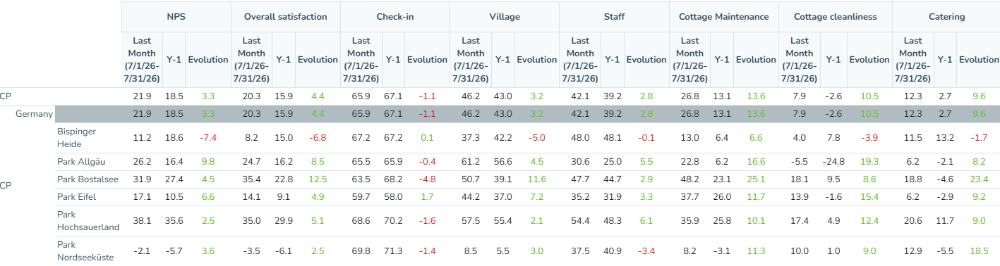 NPS Overall satisfaction Check-in Village Staff Cottage Maintenance Cottage cleanliness Catering
Last Month (7/1/26-7/31/26) Y-1 Evolution Last Month (7/1/26-7/31/26) Y-1 Evolution Last Month (7/1/26-7/31/26) Y-1 Evolution Last Month (7/1/26-7/31/26) Y-1 Evolution Last Month (7/1/26-7/31/26) Y-1 Evolution Last Month (7/1/26-7/31/26) Y-1 Evolution Last Month (7/1/26-7/31/26) Y-1 Evolution Last Month (7/1/26-7/31/26) Y-1 Evolution
CP 21.9 18.5 3.3 20.3 15.9 4.4 65.9 67.1 -1.1 46.2 43.0 3.2 42.1 39.2 2.8 26.8 13.1 13.6 7.9 -2.6 10.5 12.3 2.7 9.6
Germany 21.9 18.5 3.3 20.3 15.9 4.4 65.9 67.1 -1.1 46.2 43.0 3.2 42.1 39.2 2.8 26.8 13.1 13.6 7.9 -2.6 10.5 12.3 2.7 9.6
Bispinger Heide 11.2 18.6 -7.4 8.2 15.0 -6.8 67.2 67.2 0.1 37.3 42.2 -5.0 48.0 48.1 -0.1 13.0 6.4 6.6 4.0 7.8 -3.9 11.5 13.2 -1.7
Park Allgäu 26.2 16.4 9.8 24.7 16.2 8.5 65.5 65.9 -0.4 61.2 56.6 4.5 30.6 25.0 5.5 22.8 6.2 16.6 -5.5 -24.8 19.3 6.2 -2.1 8.2
Park Bostalsee 31.9 27.4 4.5 35.4 22.8 12.5 63.5 68.2 -4.8 50.7 39.1 11.6 47.7 44.7 2.9 48.2 23.1 25.1 18.1 9.5 8.6 18.8 -4.6 23.4
CP
Park Eifel 17.1 10.5 6.6 14.1 9.1 4.9 59.7 58.0 1.7 44.2 37.0 7.2 35.2 31.9 3.3 37.7 26.0 11.7 13.9 -1.6 15.4 6.2 -2.9 9.2
Park Hochsauerland 38.1 35.6 2.5 35.0 29.9 5.1 68.6 70.2 -1.6 57.5 55.4 2.1 54.4 48.3 6.1 35.9 25.8 10.1 17.4 4.9 12.4 20.6 11.7 9.0
Park Nordseeküste -2.1 -5.7 3.6 -3.5 -6.1 2.5 69.8 71.3 -1.4 8.5 5.5 3.0 37.5 40.9 -3.4 8.2 -3.1 11.3 10.0 1.0 9.0 12.9 -5.5 18.5